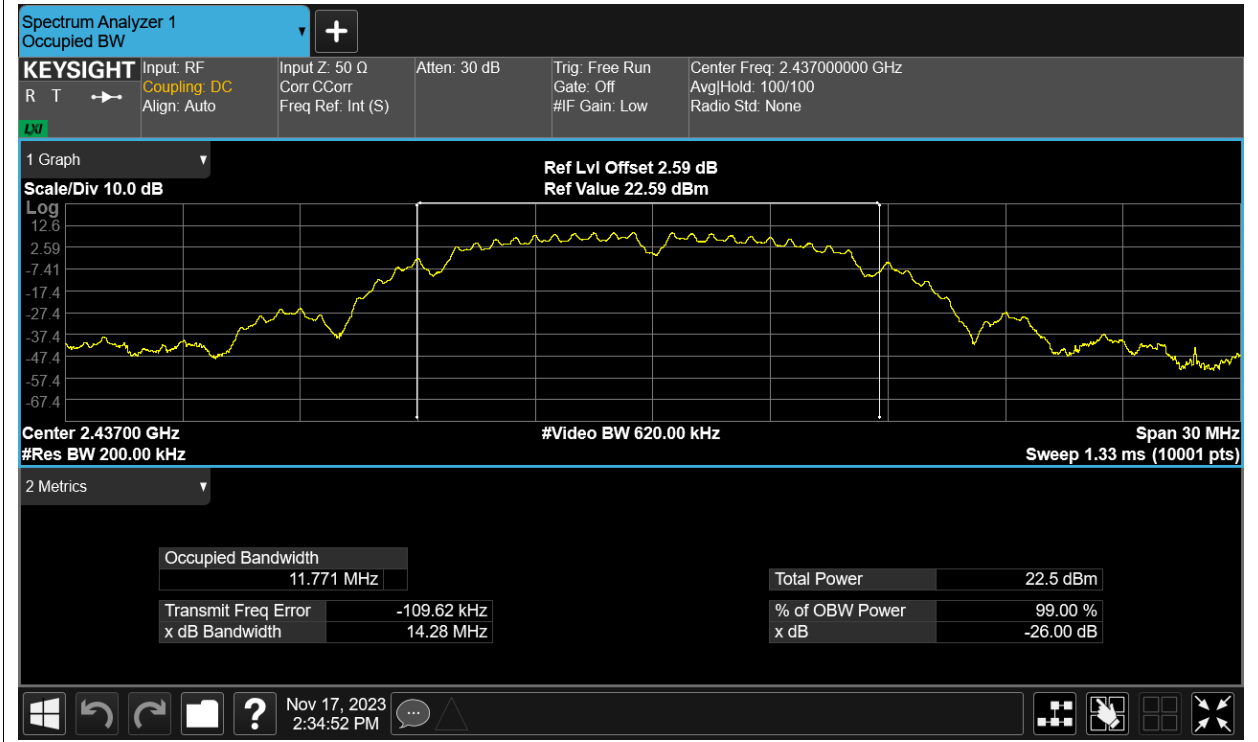 Spectrum Analyzer 1
Occupied BW
KEYSIGHT
R T
LXI
Input: RF
Coupling: DC
Align: Auto
Input Z: 50 Ω
Corr CCorr
Freq Ref: Int (S)
Atten: 30 dB
Trig: Free Run
Gate: Off
#IF Gain: Low
Center Freq: 2.437000000 GHz
Avg|Hold: 100/100
Radio Std: None
1 Graph
Scale/Div 10.0 dB
Ref Lvl Offset 2.59 dB
Ref Value 22.59 dBm
Log
12.6
2.59
-7.41
-17.4
-27.4
-37.4
-47.4
-57.4
-67.4
Center 2.43700 GHz
#Video BW 620.00 kHz
Span 30 MHz
#Res BW 200.00 kHz
Sweep 1.33 ms (10001 pts)
2 Metrics
Occupied Bandwidth
11.771 MHz
Total Power 22.5 dBm
Transmit Freq Error -109.62 kHz
% of OBW Power 99.00 %
x dB Bandwidth 14.28 MHz
x dB -26.00 dB
?
Nov 17, 2023
2:34:52 PM